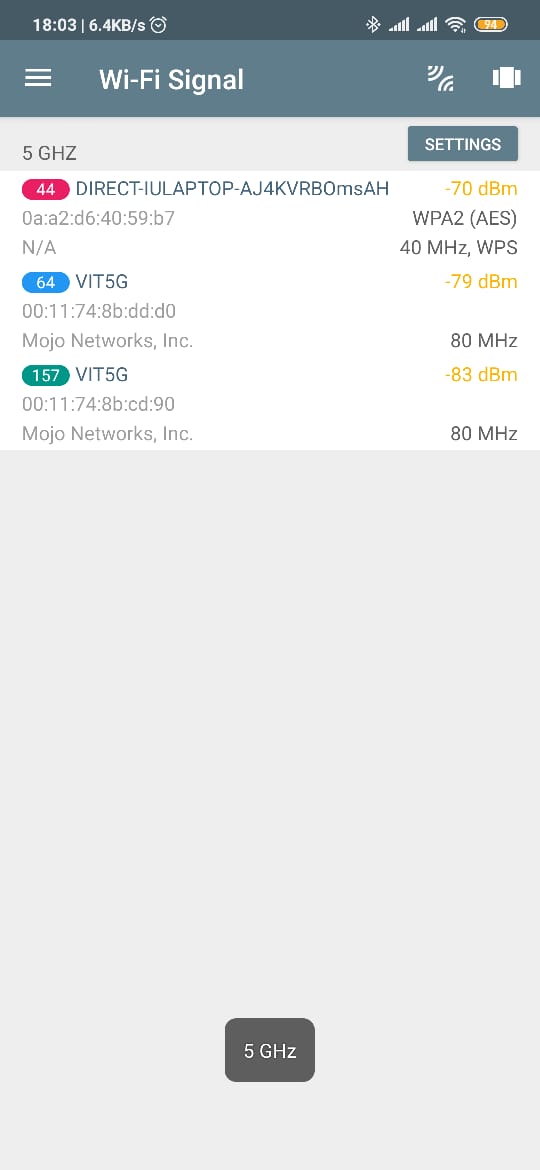 18:03 | 6.4KB/s
94
Wi-Fi Signal
5 GHZ
SETTINGS
44 DIRECT-IULAPTOP-AJ4KVRBOmsAH -70 dBm
0a:a2:d6:40:59:b7 WPA2 (AES)
N/A 40 MHz, WPS
64 VIT5G -79 dBm
00:11:74:8b:dd:d0
Mojo Networks, Inc. 80 MHz
157 VIT5G -83 dBm
00:11:74:8b:cd:90
Mojo Networks, Inc. 80 MHz
5 GHz